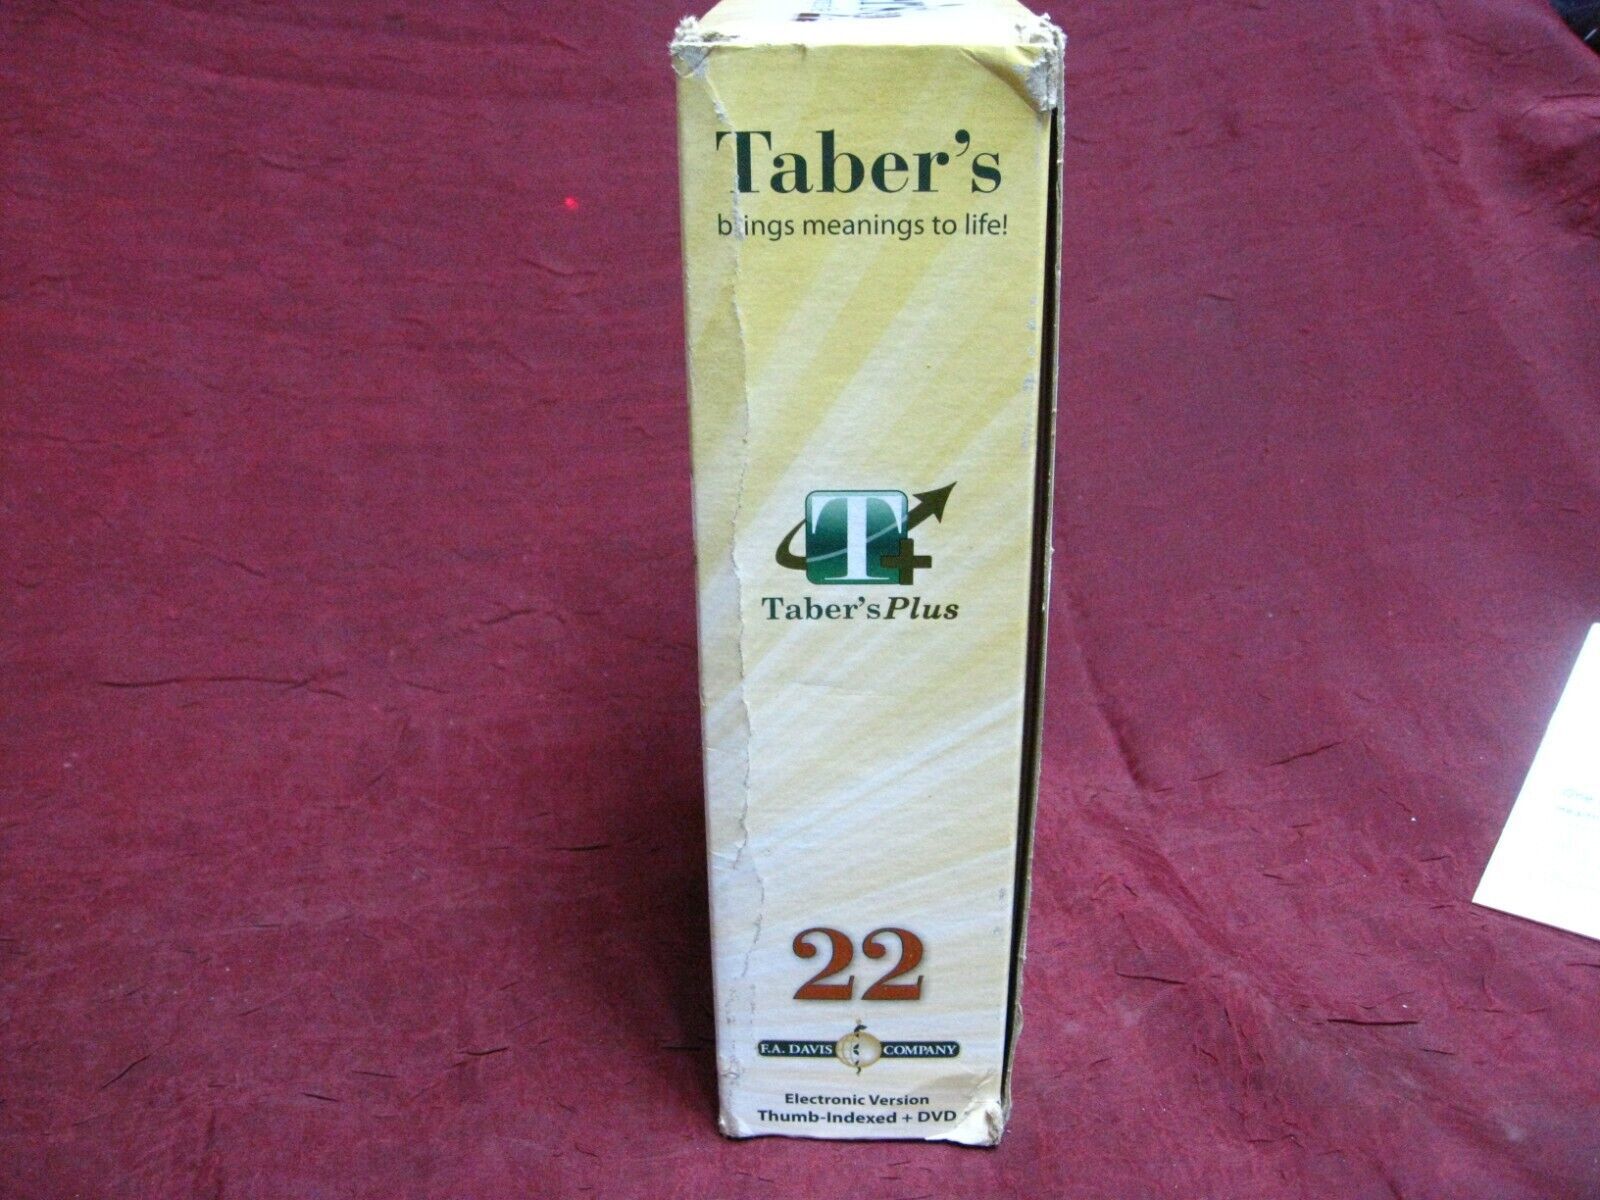 Taber's
brings meanings to life!
T+
Taber's Plus
22
F.A. DAVIS COMPANY
Electronic Version
Thumb-Indexed + DVD